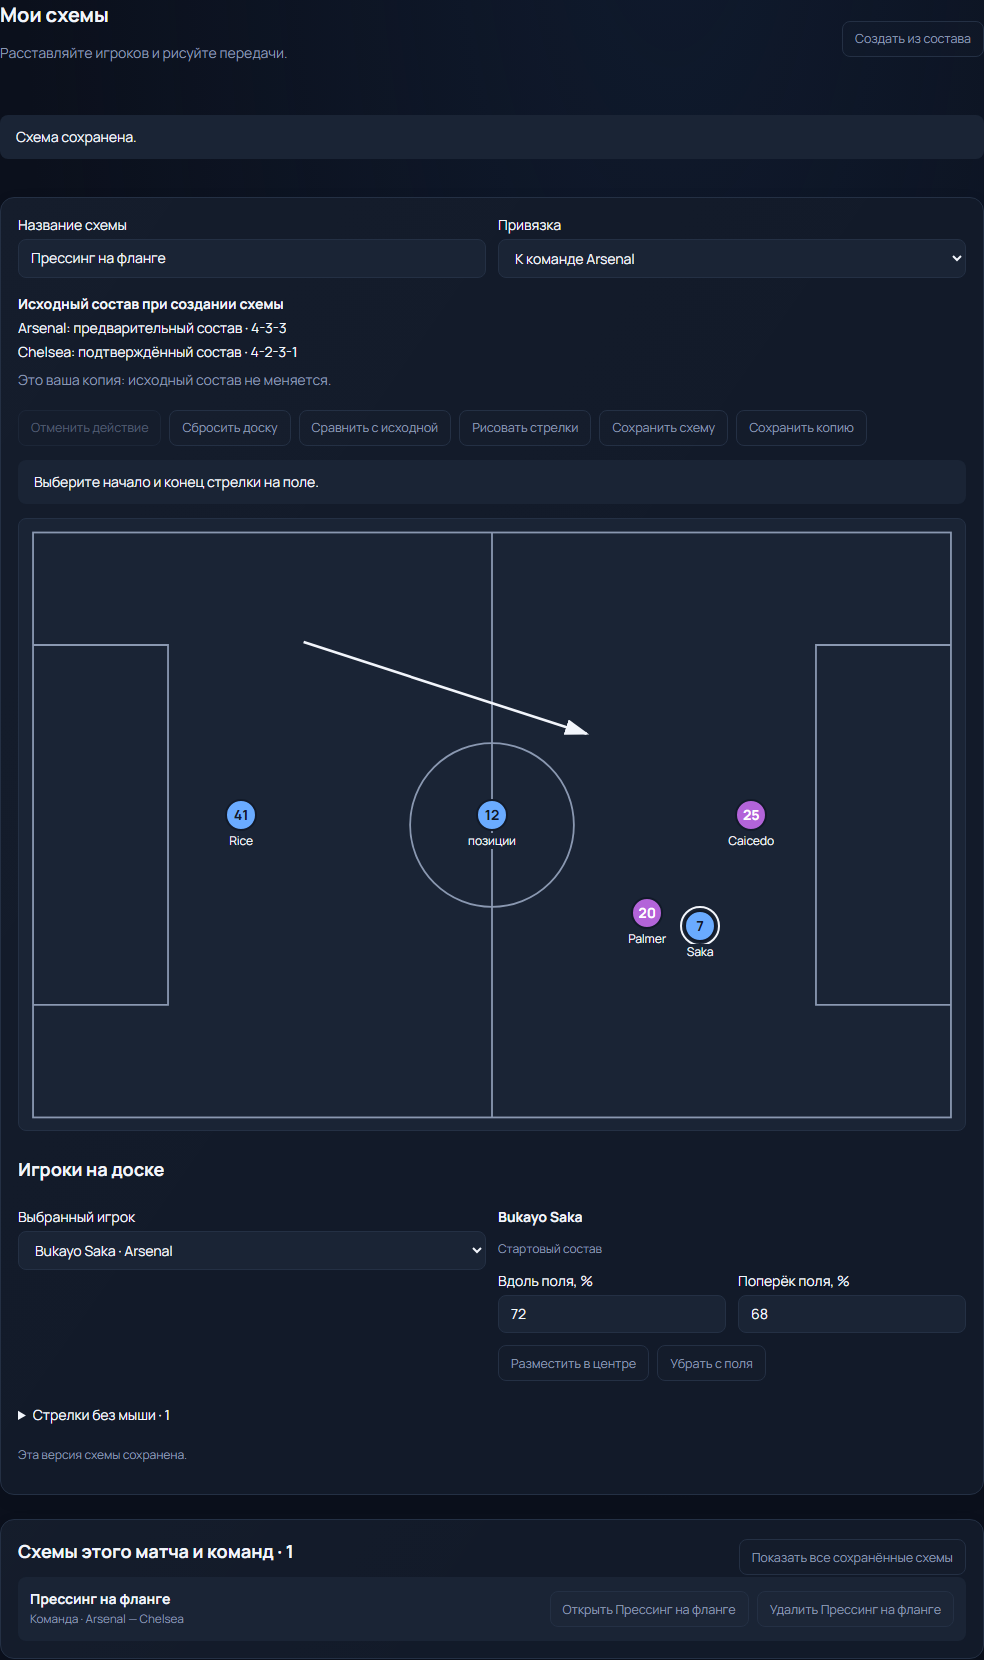 Мои схемы
Расставляйте игроков и рисуйте передачи.
Создать из состава
Схема сохранена.
Название схемы
Прессинг на фланге
Привязка
К команде Arsenal
Исходный состав при создании схемы
Arsenal: предварительный состав · 4-3-3
Chelsea: подтверждённый состав · 4-2-3-1
Это ваша копия: исходный состав не меняется.
Отменить действие
Сбросить доску
Сравнить с исходной
Рисовать стрелки
Сохранить схему
Сохранить копию
Выберите начало и конец стрелки на поле.
41
Rice
12
позиции
25
Caicedo
20
Palmer
7
Saka
Игроки на доске
Выбранный игрок
Bukayo Saka · Arsenal
Bukayo Saka
Стартовый состав
Вдоль поля, %
72
Поперёк поля, %
68
Разместить в центре
Убрать с поля
Стрелки без мыши · 1
Эта версия схемы сохранена.
Схемы этого матча и команд · 1
Показать все сохранённые схемы
Прессинг на фланге
Команда · Arsenal — Chelsea
Открыть Прессинг на фланге
Удалить Прессинг на фланге